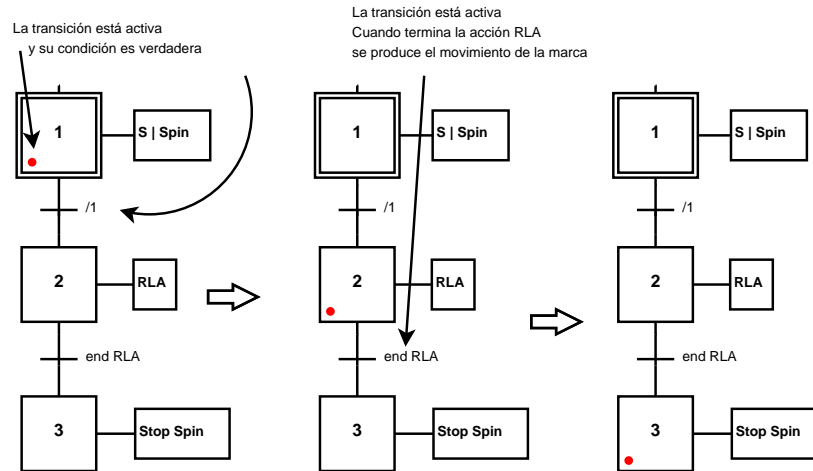 La transición está activa
y su condición es verdadera
La transición está activa
Cuando termina la acción RLA
se produce el movimiento de la marca
1
S | Spin
/1
2
RLA
end RLA
3
Stop Spin
1
S | Spin
/1
2
RLA
end RLA
3
Stop Spin
1
S | Spin
/1
2
RLA
end RLA
3
Stop Spin